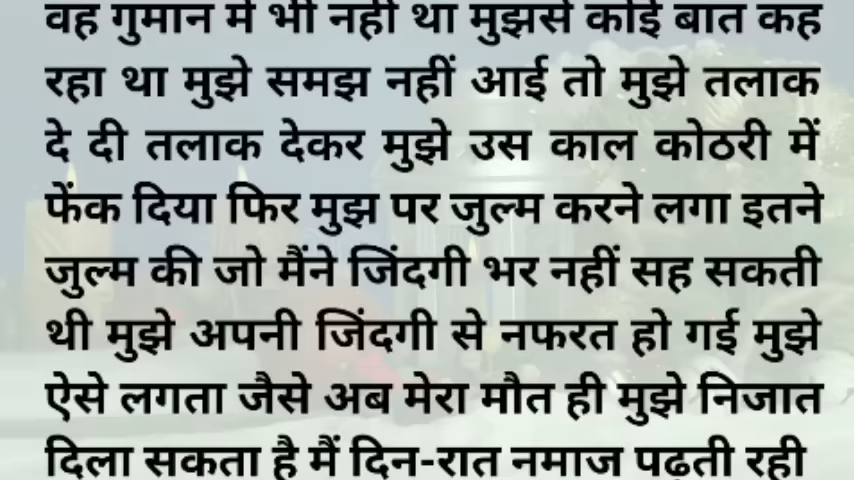 वह गुमान में भी नहीं था मुझसे कोई बात कह
रहा था मुझे समझ नहीं आई तो मुझे तलाक
दे दी तलाक देकर मुझे उस काल कोठरी में
फेंक दिया फिर मुझ पर जुल्म करने लगा इतने
जुल्म की जो मैंने जिंदगी भर नहीं सह सकती
थी मुझे अपनी जिंदगी से नफरत हो गई मुझे
ऐसे लगता जैसे अब मेरा मौत ही मुझे निजात
दिला सकता है मैं दिन-रात नमाज पढ़ती रही